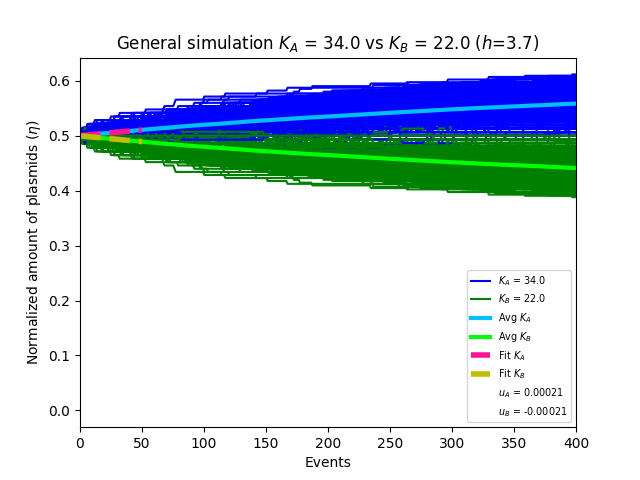 General simulation K_A = 34.0 vs K_B = 22.0 (h=3.7)
Normalized amount of plasmids (η)
0.6
0.5
0.4
0.3
0.2
0.1
0.0
K_A = 34.0
K_B = 22.0
Avg K_A
Avg K_B
Fit K_A
Fit K_B
u_A = 0.00021
u_B = -0.00021
0 50 100 150 200 250 300 350 400
Events